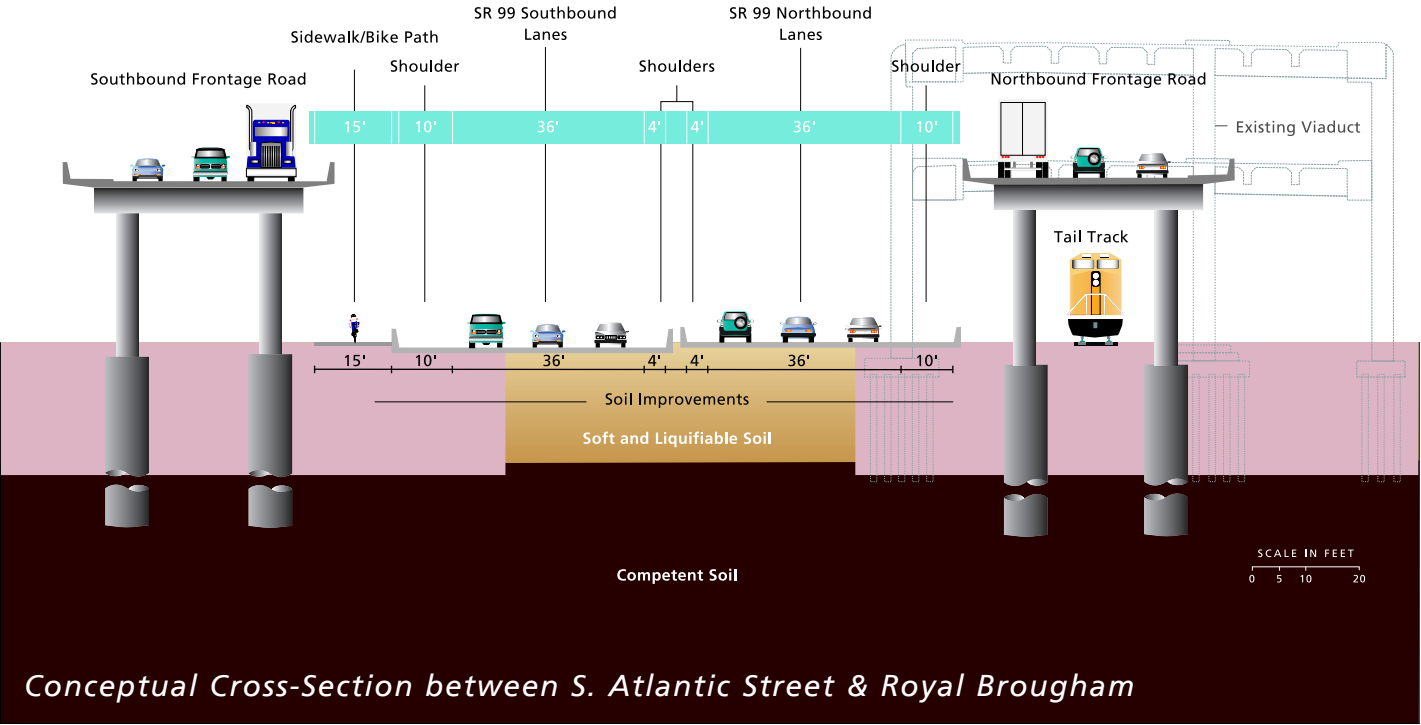 SR 99 Southbound
Lanes
SR 99 Northbound
Lanes
Sidewalk/Bike Path
Shoulder
Shoulders
Shoulder
Southbound Frontage Road
Northbound Frontage Road
15' 10' 36' 4' 4' 36' 10'
Existing Viaduct
Tail Track
15' 10' 36' 4' 4' 36' 10'
Soil Improvements
Soft and Liquifiable Soil
Competent Soil
SCALE IN FEET
0 5 10 20
Conceptual Cross-Section between S. Atlantic Street & Royal Brougham